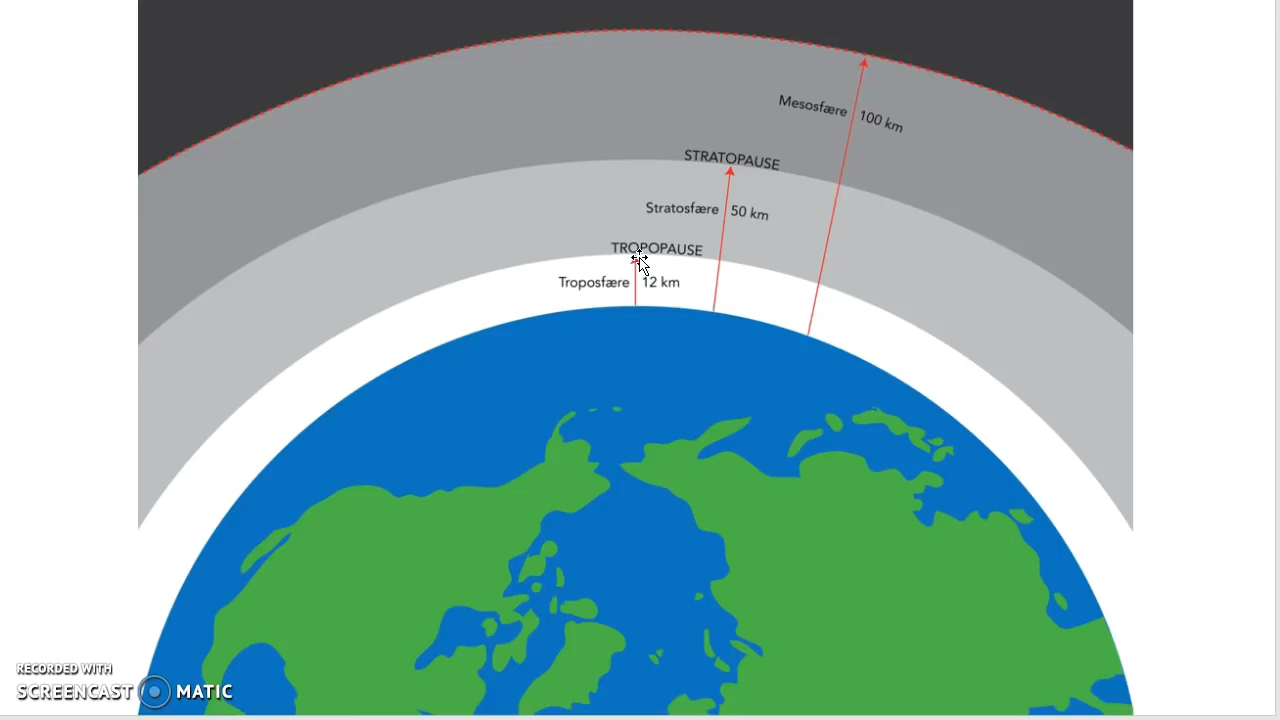 Mesosfære 100 km
STRATOPAUSE
Stratosfære 50 km
TROPOPAUSE
Troposfære 12 km
RECORDED WITH
SCREENCAST MATIC